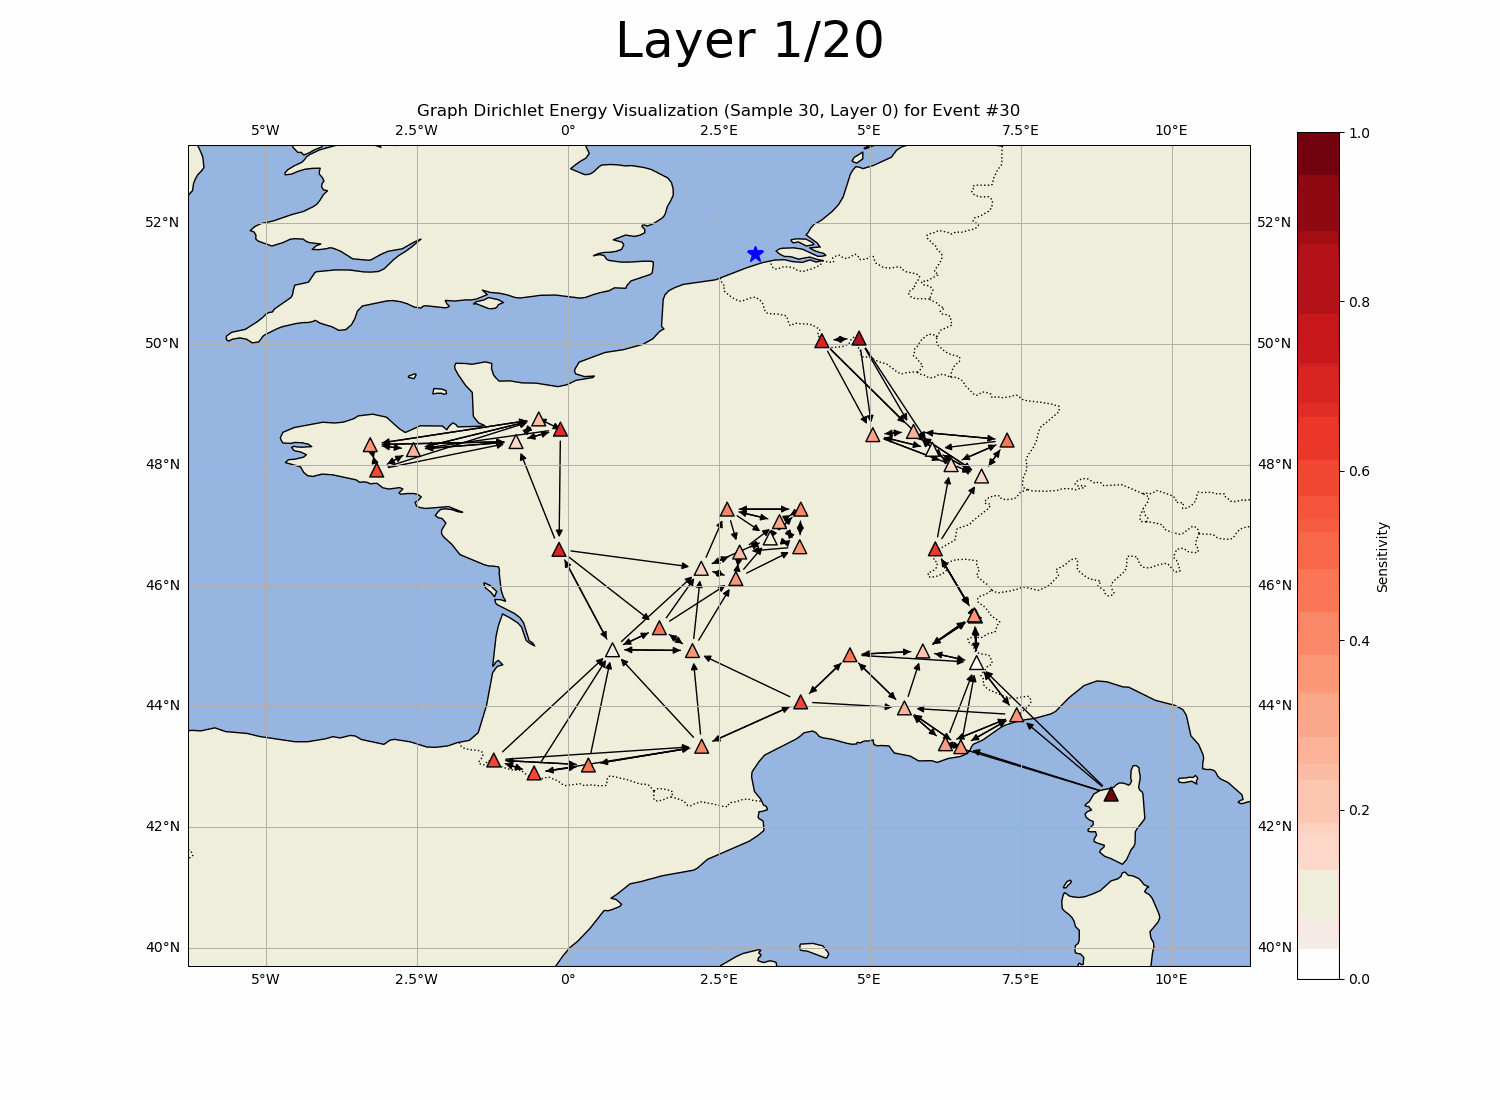 Layer 1/20
Graph Dirichlet Energy Visualization (Sample 30, Layer 0) for Event #30
5°W 2.5°W 0° 2.5°E 5°E 7.5°E 10°E
1.0
52°N 52°N
0.8
50°N 50°N
0.6
48°N 48°N
46°N 46°N
Sensitivity
0.4
44°N 44°N
0.2
42°N 42°N
40°N 40°N
0.0
5°W 2.5°W 0° 2.5°E 5°E 7.5°E 10°E